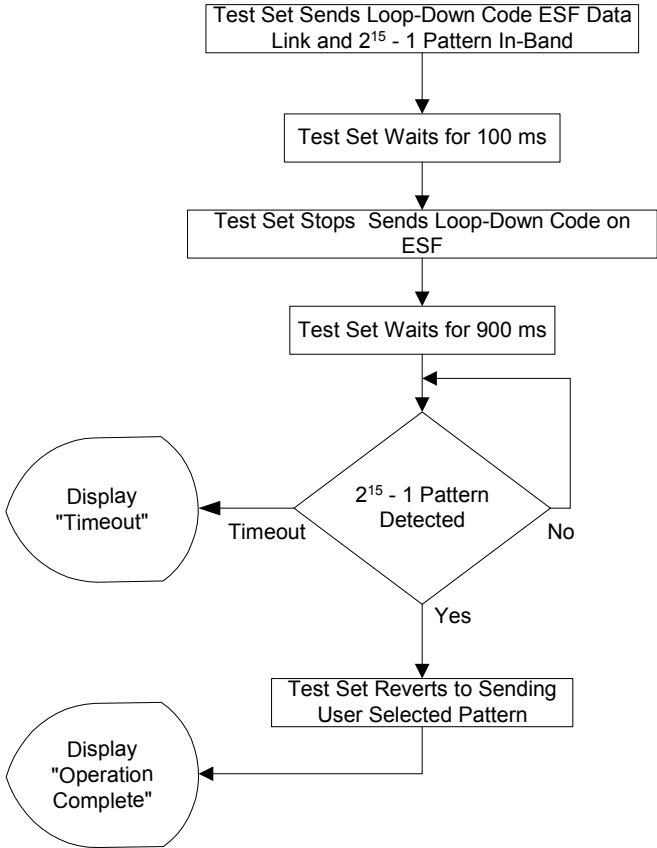 Test Set Sends Loop-Down Code ESF Data
Link and 2¹⁵ - 1 Pattern In-Band
Test Set Waits for 100 ms
Test Set Stops  Sends Loop-Down Code on
ESF
Test Set Waits for 900 ms
2¹⁵ - 1 Pattern
Detected
Display
"Timeout"
Timeout
No
Yes
Test Set Reverts to Sending
User Selected Pattern
Display
"Operation
Complete"